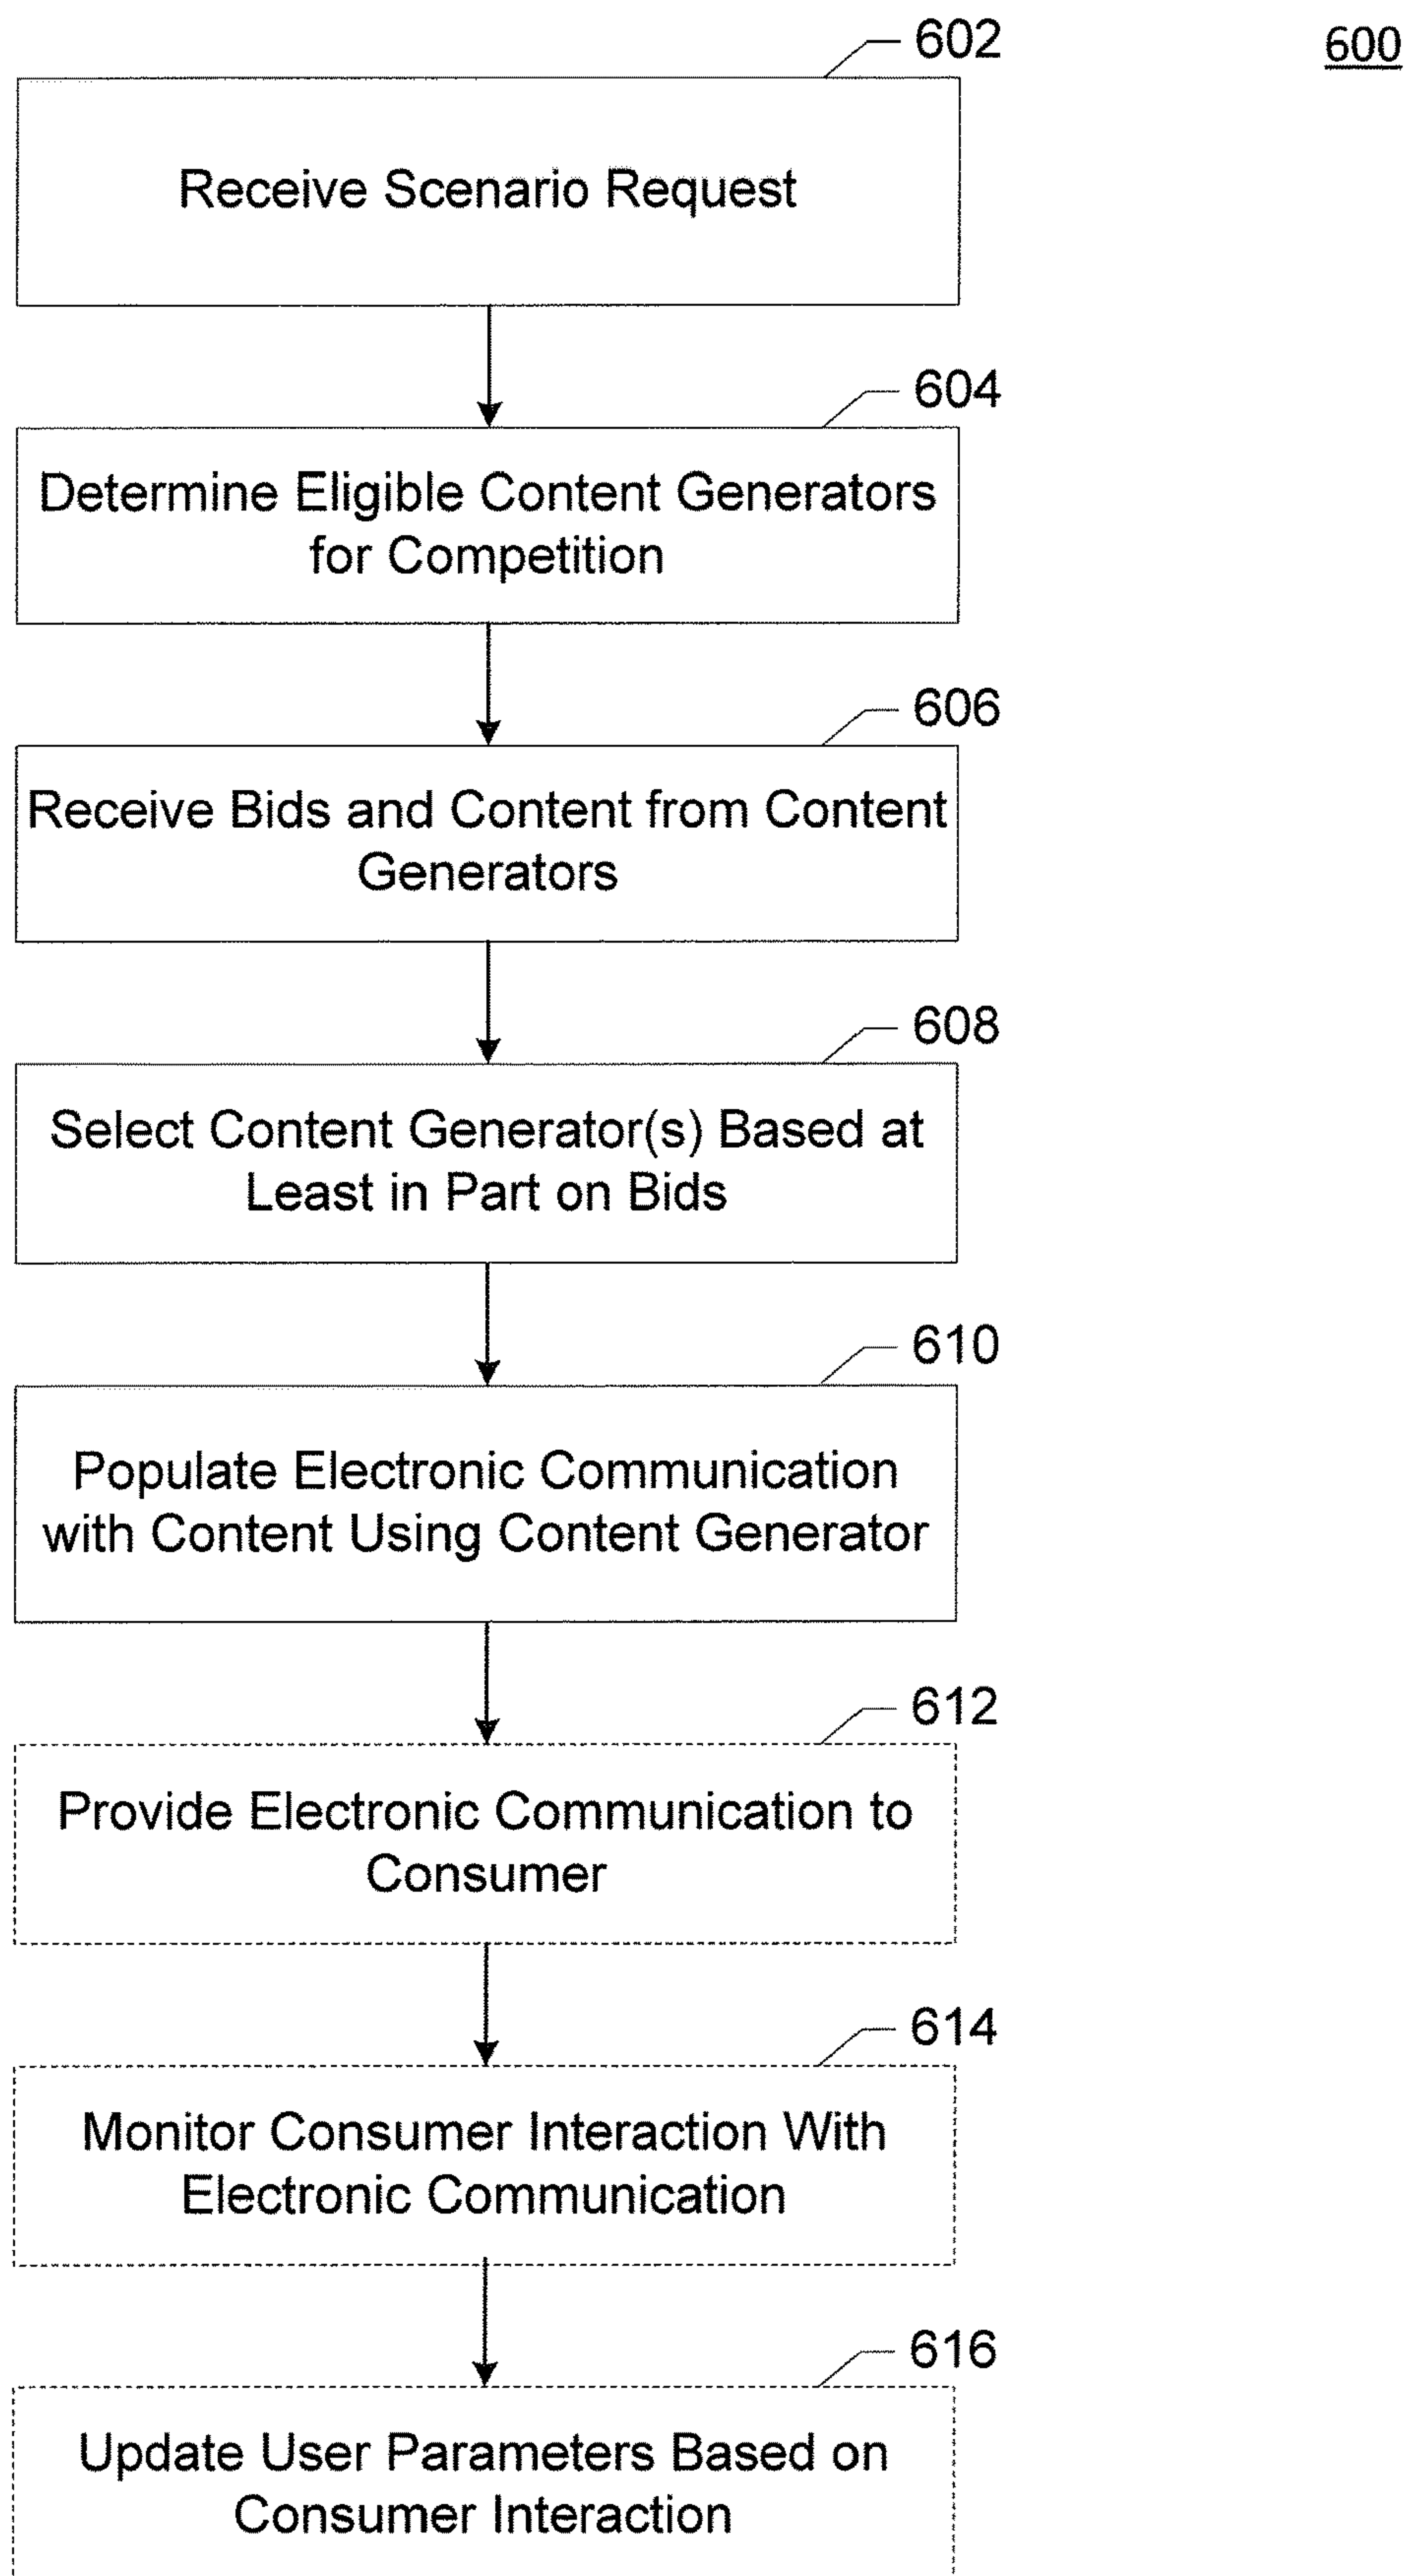 602
600
Receive Scenario Request
604
Determine Eligible Content Generators
for Competition
606
Receive Bids and Content from Content
Generators
608
Select Content Generator(s) Based at
Least in Part on Bids
610
Populate Electronic Communication
with Content Using Content Generator
612
Provide Electronic Communication to
Consumer
614
Monitor Consumer Interaction With
Electronic Communication
616
Update User Parameters Based on
Consumer Interaction